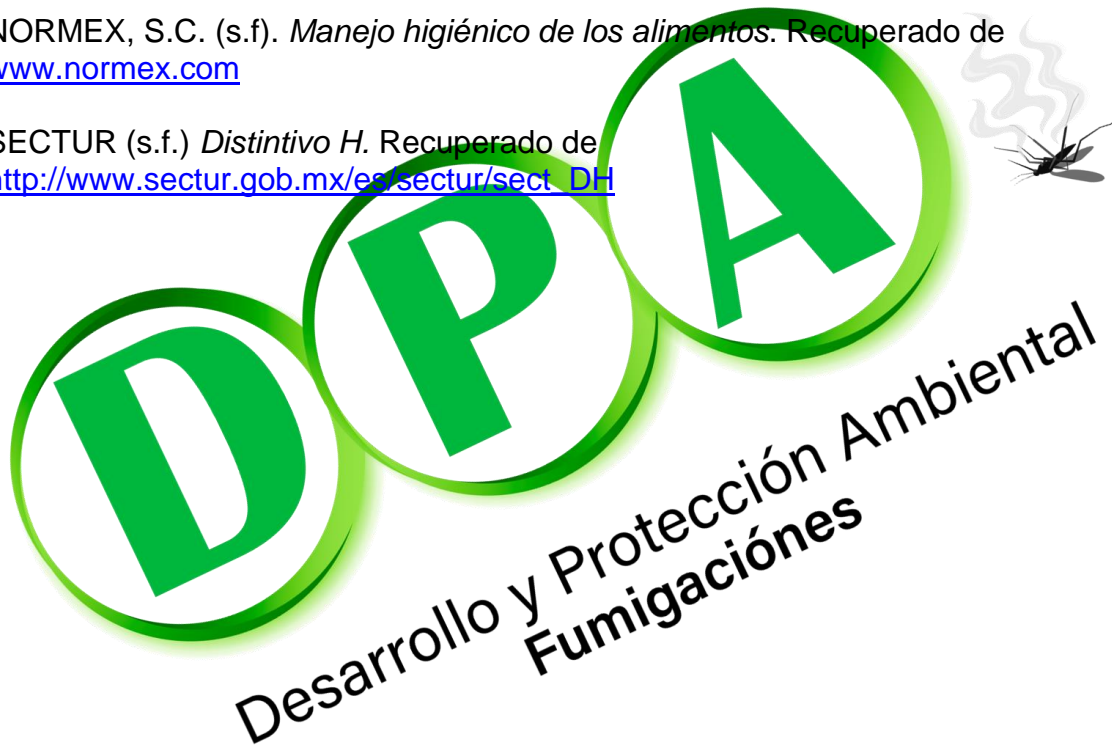 NORMEX, S.C. (s.f). Manejo higiénico de los alimentos. Recuperado de
www.normex.com
SECTUR (s.f.) Distintivo H. Recuperado de
http://www.sectur.gob.mx/es/sectur/sect_DH
DPA
Desarrollo y Protección Ambiental
Fumigaciónes